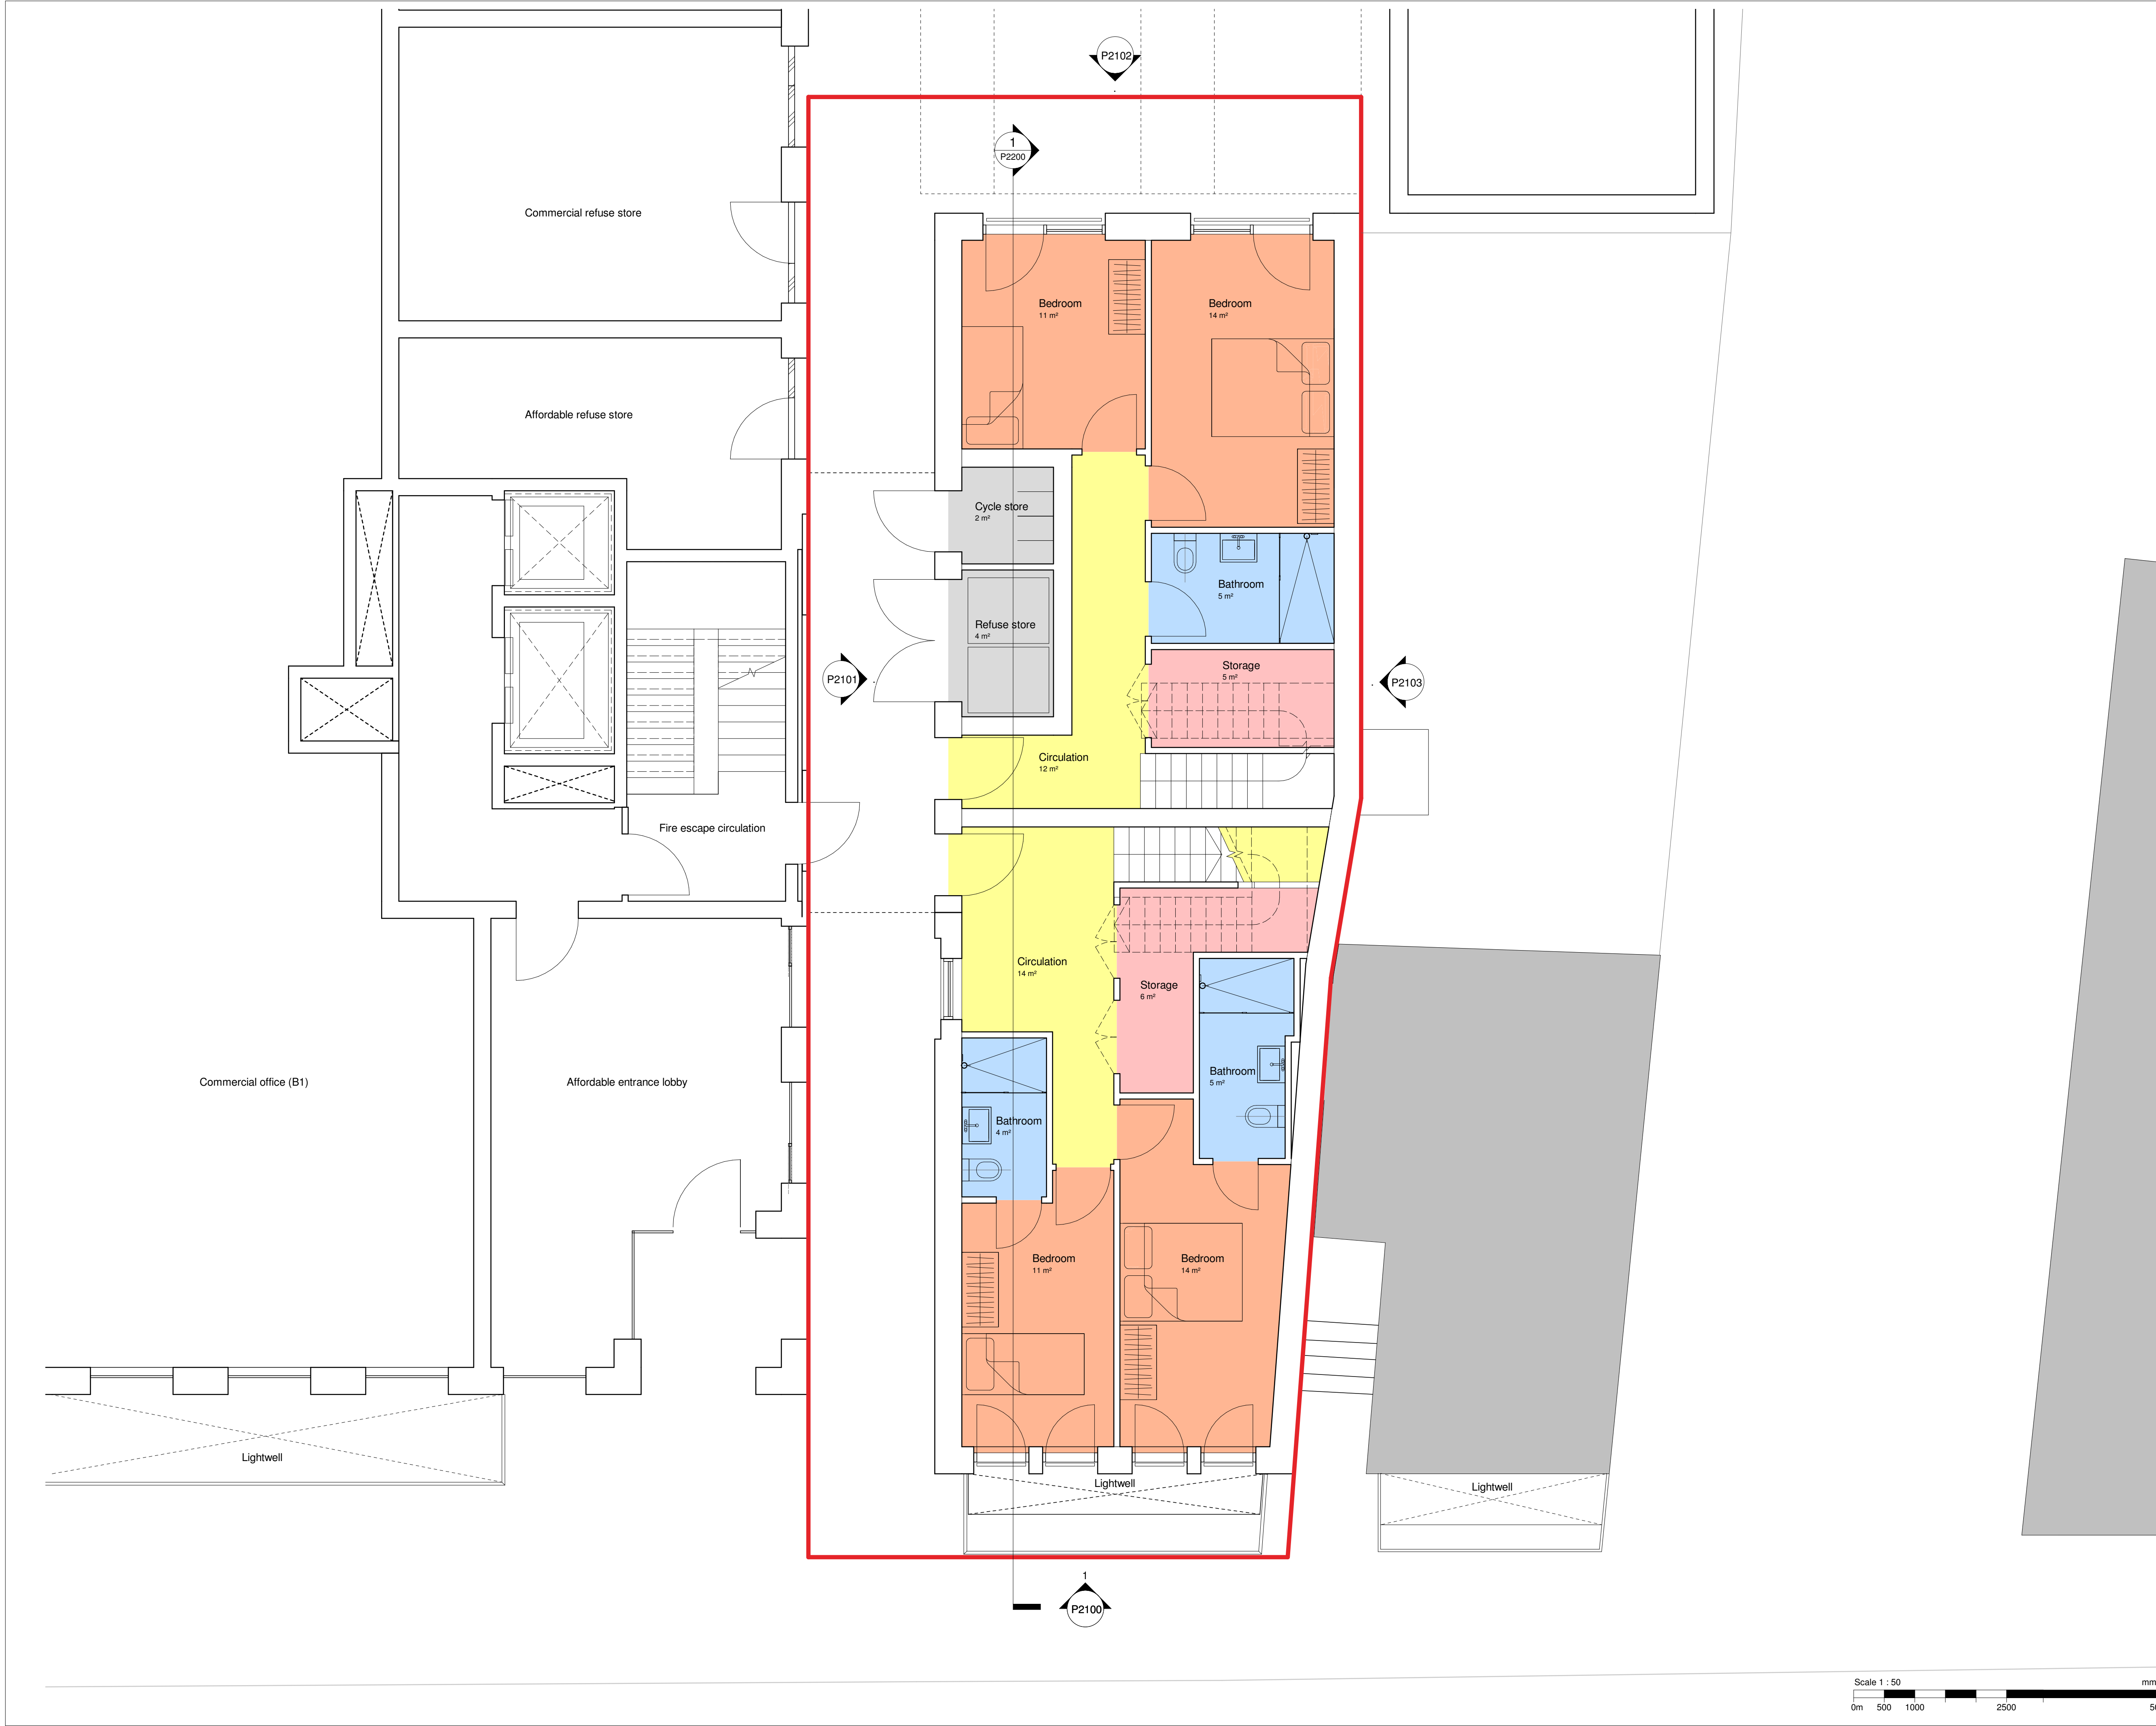 P2102
1
P2200
Commercial refuse store
Bedroom
11 m²
Bedroom
14 m²
Affordable refuse store
Cycle store
2 m²
Bathroom
5 m²
Refuse store
4 m²
Storage
5 m²
P2101
P2103
Circulation
12 m²
Fire escape circulation
Circulation
14 m²
Storage
6 m²
Commercial office (B1)
Affordable entrance lobby
Bathroom
5 m²
Bathroom
4 m²
Bedroom
11 m²
Bedroom
14 m²
Lightwell
Lightwell
Lightwell
1
P2100
Scale 1 : 50
mm
0m 500 1000 2500